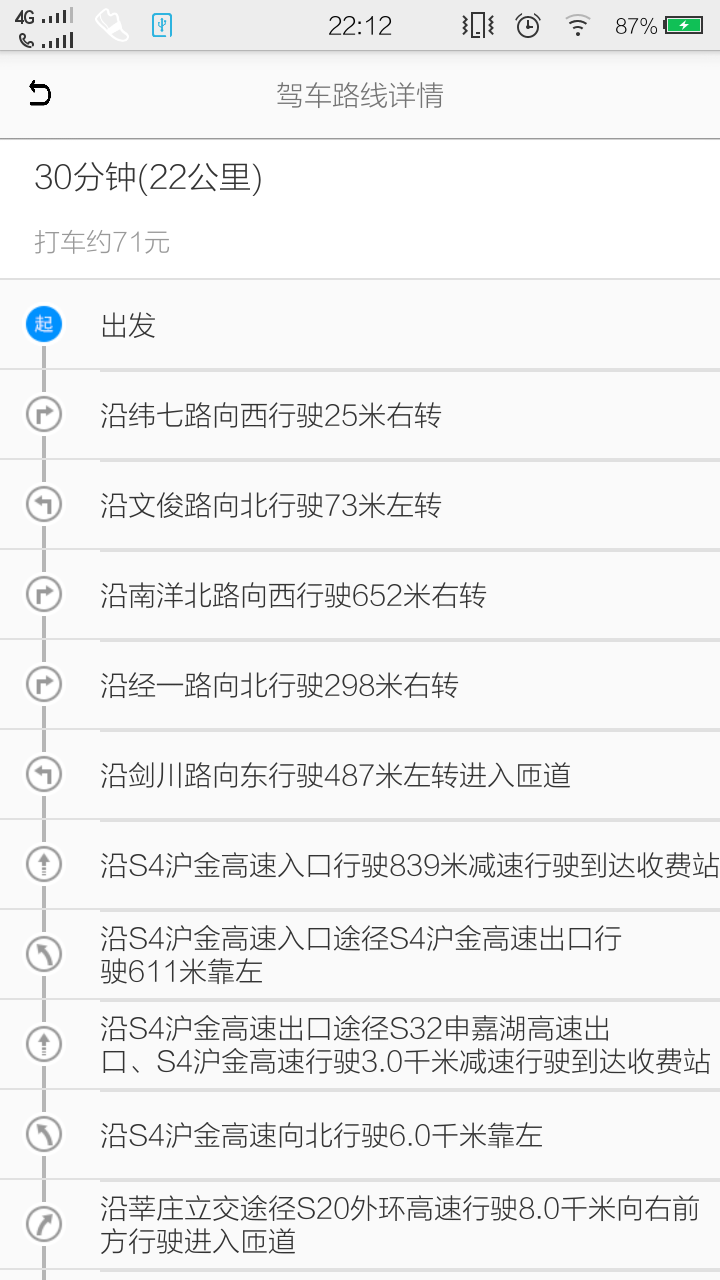 4G
22:12
87%
驾车路线详情
30分钟(22公里)
打车约71元
起
出发
沿纬七路向西行驶25米右转
沿文俊路向北行驶73米左转
沿南洋北路向西行驶652米右转
沿经一路向北行驶298米右转
沿剑川路向东行驶487米左转进入匝道
沿S4沪金高速入口行驶839米减速行驶到达收费站
沿S4沪金高速入口途径S4沪金高速出口行
驶611米靠左
沿S4沪金高速出口途径S32申嘉湖高速出
口、S4沪金高速行驶3.0千米减速行驶到达收费站
沿S4沪金高速向北行驶6.0千米靠左
沿莘庄立交途径S20外环高速行驶8.0千米向右前
方行驶进入匝道